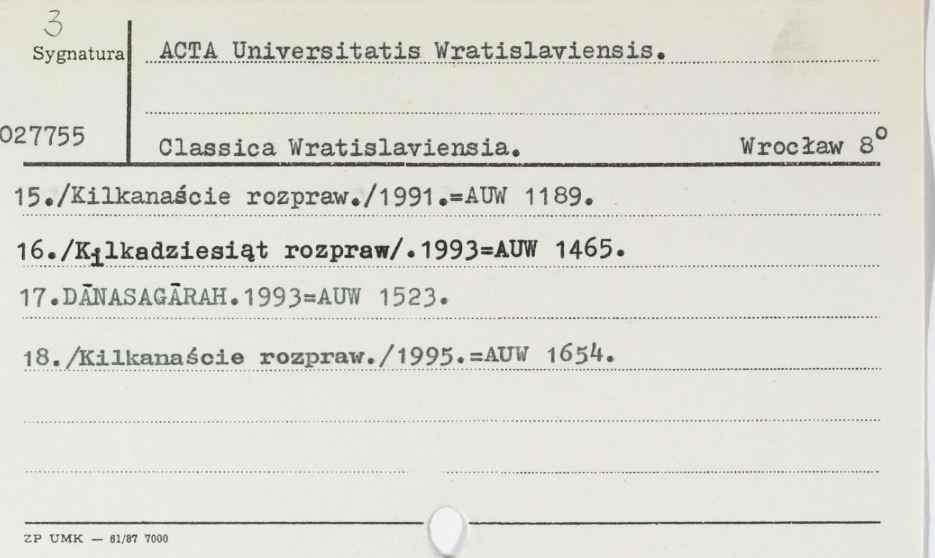 3
Sygnatura
ACTA Universitatis Wratislaviensis.
027755
Classica Wratislaviensia. Wrocław 8°
15./Kilkanaście rozpraw./1991.=AUW 1189.
16./Kilkadziesiąt rozpraw/.1993=AUW 1465.
17.DĀNASAGĀRAH.1993=AUW 1523.
18./Kilkanaście rozpraw./1995.=AUW 1654.
ZP UMK — 61/87 7000